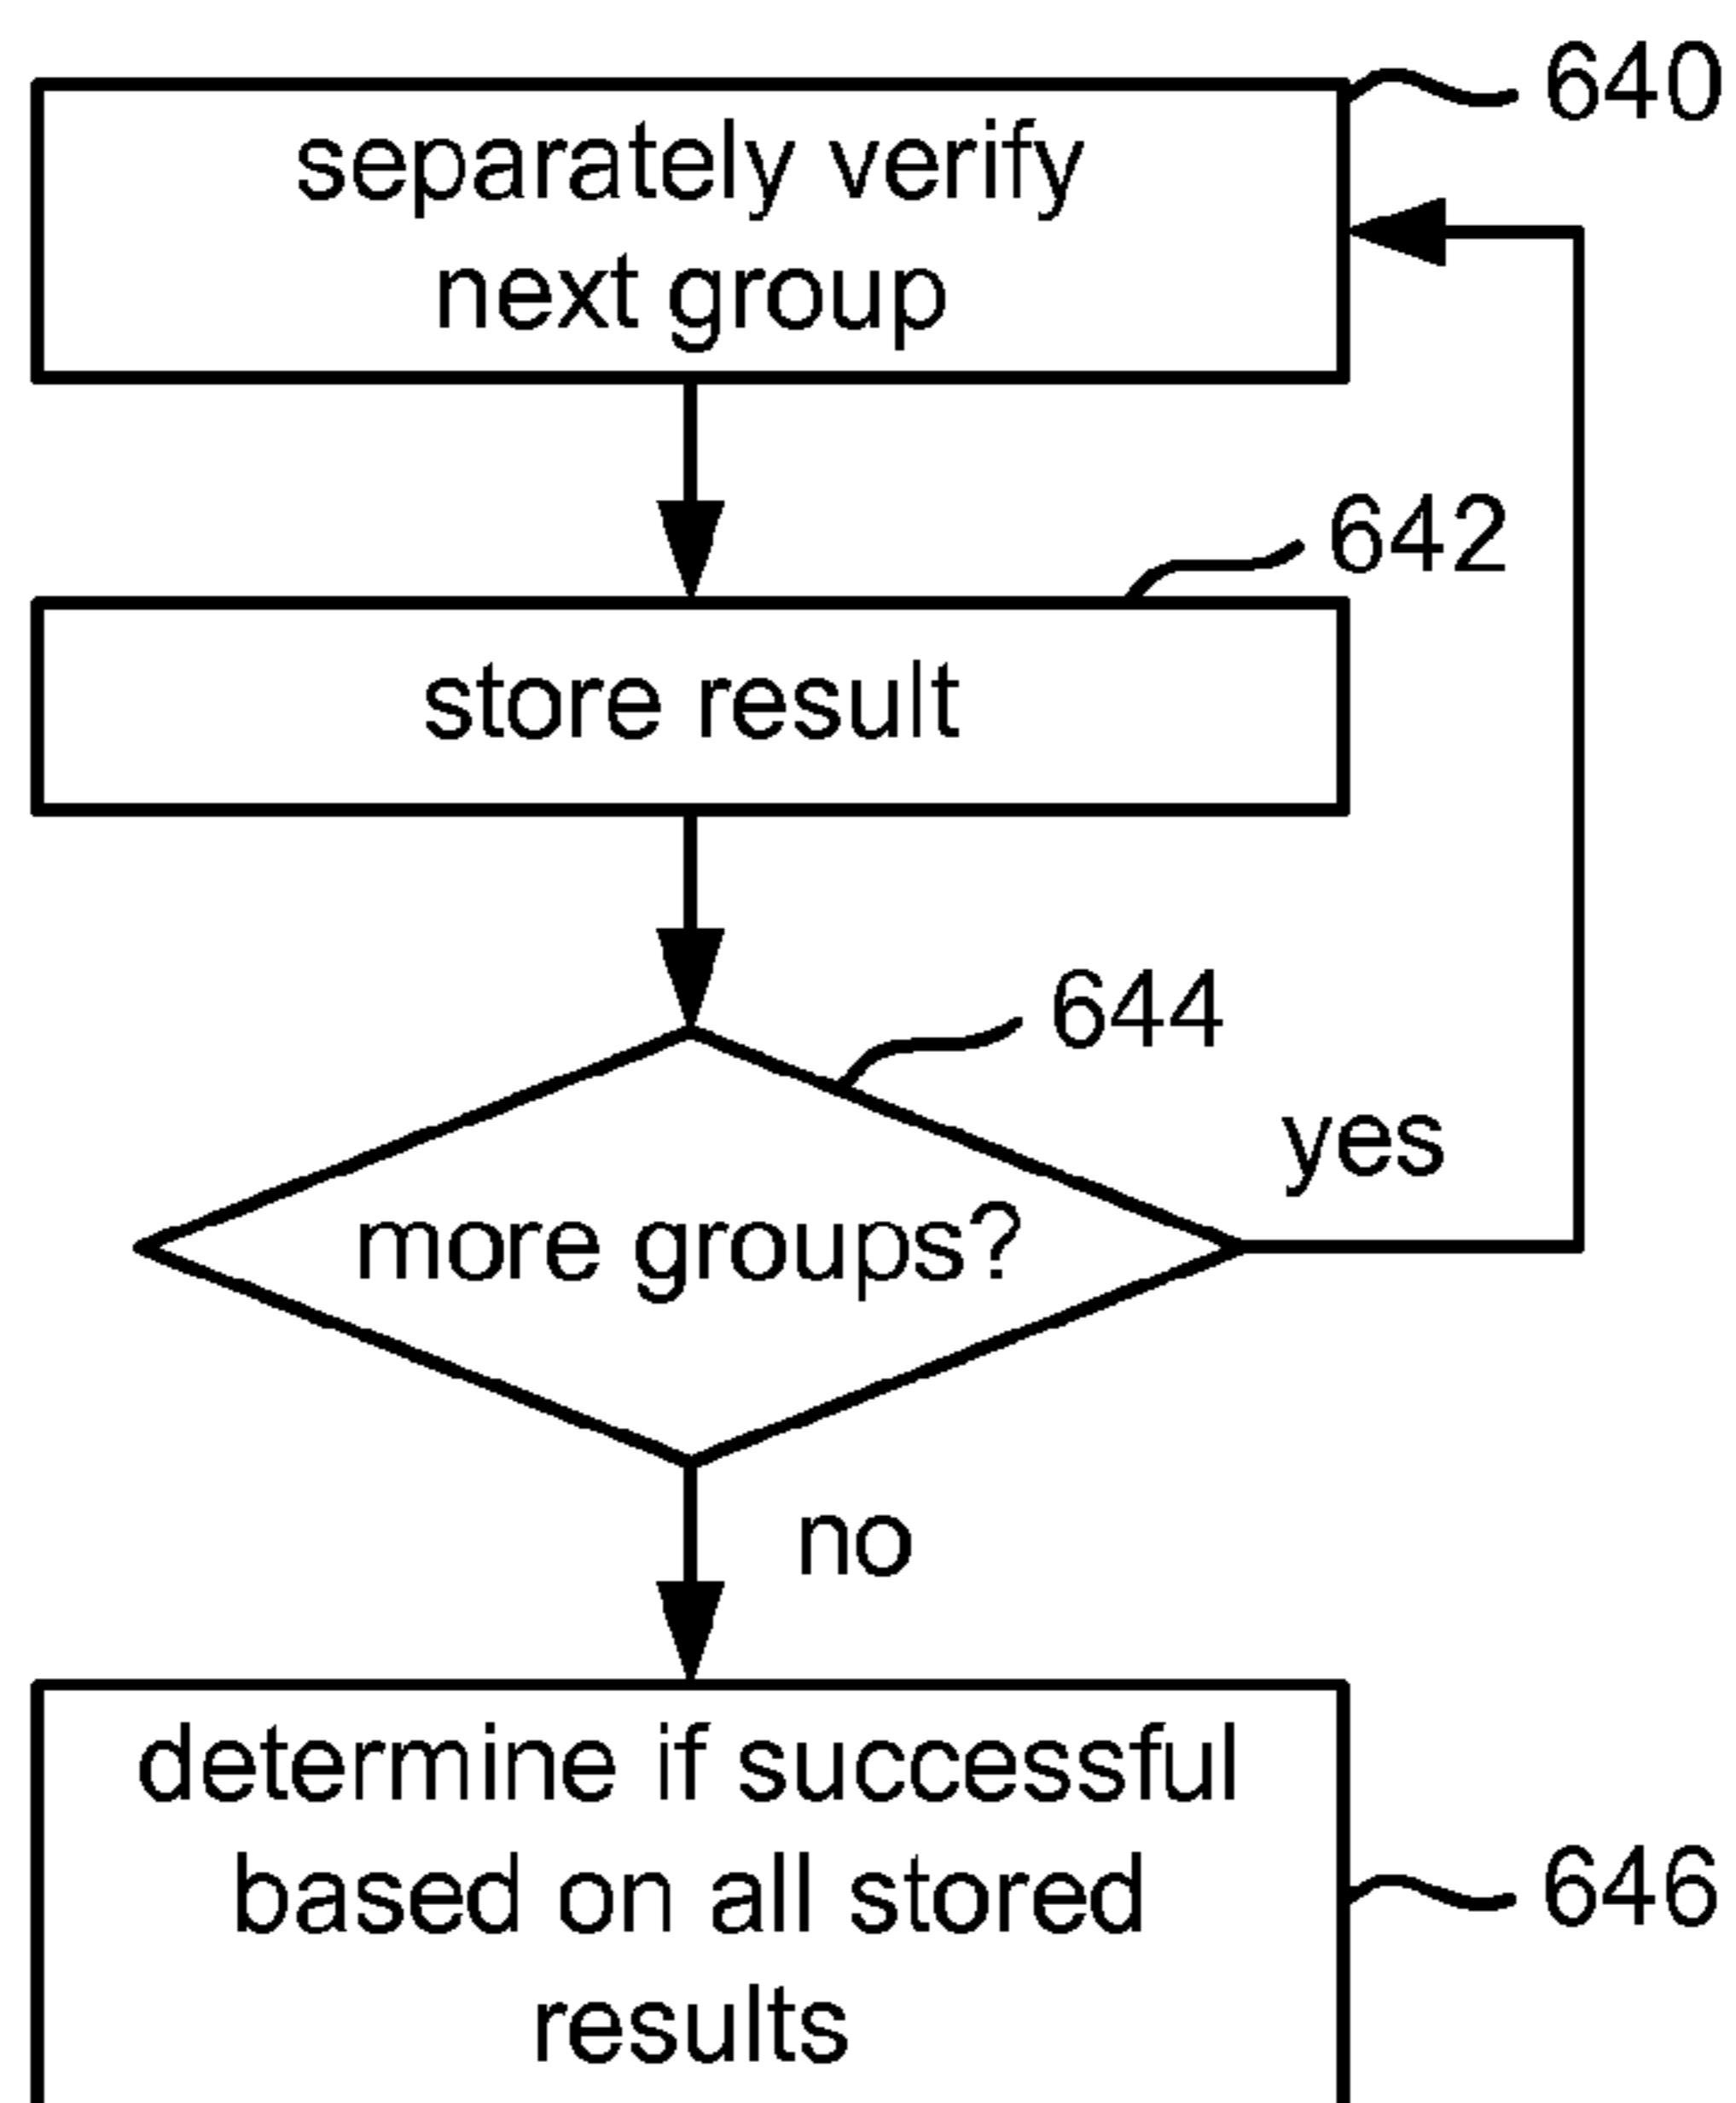 640
separately verify
next group
642
store result
644
yes
more groups?
no
determine if successful
based on all stored
646
results